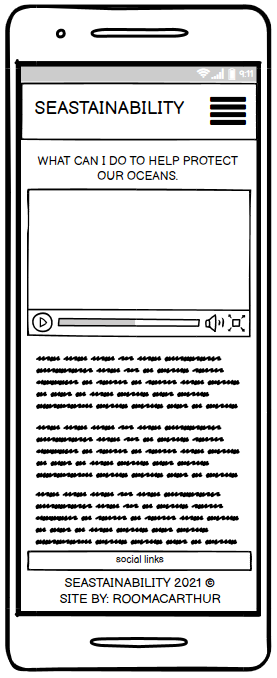 9:11
SEASTAINABILITY
WHAT CAN I DO TO HELP PROTECT
OUR OCEANS.
social links
SEASTAINABILITY 2021 ©
SITE BY: ROOMACARTHUR